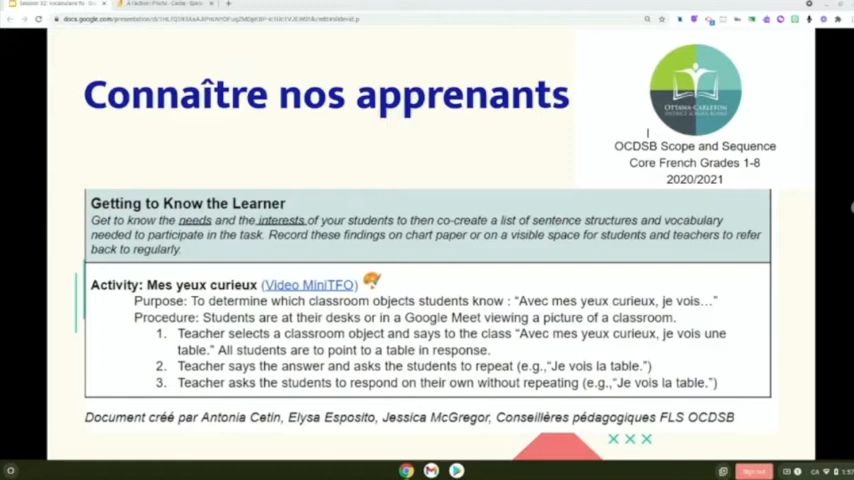 docs.google.com
Connaître nos apprenants
OTTAWA-CARLETON
OCDSB Scope and Sequence
Core French Grades 1-8
2020/2021
Getting to Know the Learner
Get to know the needs and the interests of your students to then co-create a list of sentence structures and vocabulary
needed to participate in the task. Record these findings on chart paper or on a visible space for students and teachers to refer
back to regularly.
Activity: Mes yeux curieux (Video MiniTFO)
Purpose: To determine which classroom objects students know : “Avec mes yeux curieux, je vois…”
Procedure: Students are at their desks or in a Google Meet viewing a picture of a classroom.
1. Teacher selects a classroom object and says to the class “Avec mes yeux curieux, je vois une
table.” All students are to point to a table in response.
2. Teacher says the answer and asks the students to repeat (e.g.,“Je vois la table.”)
3. Teacher asks the students to respond on their own without repeating (e.g.,“Je vois la table.”)
Document créé par Antonia Cetin, Elysa Esposito, Jessica McGregor, Conseillères pédagogiques FLS OCDSB
Sign out
CA